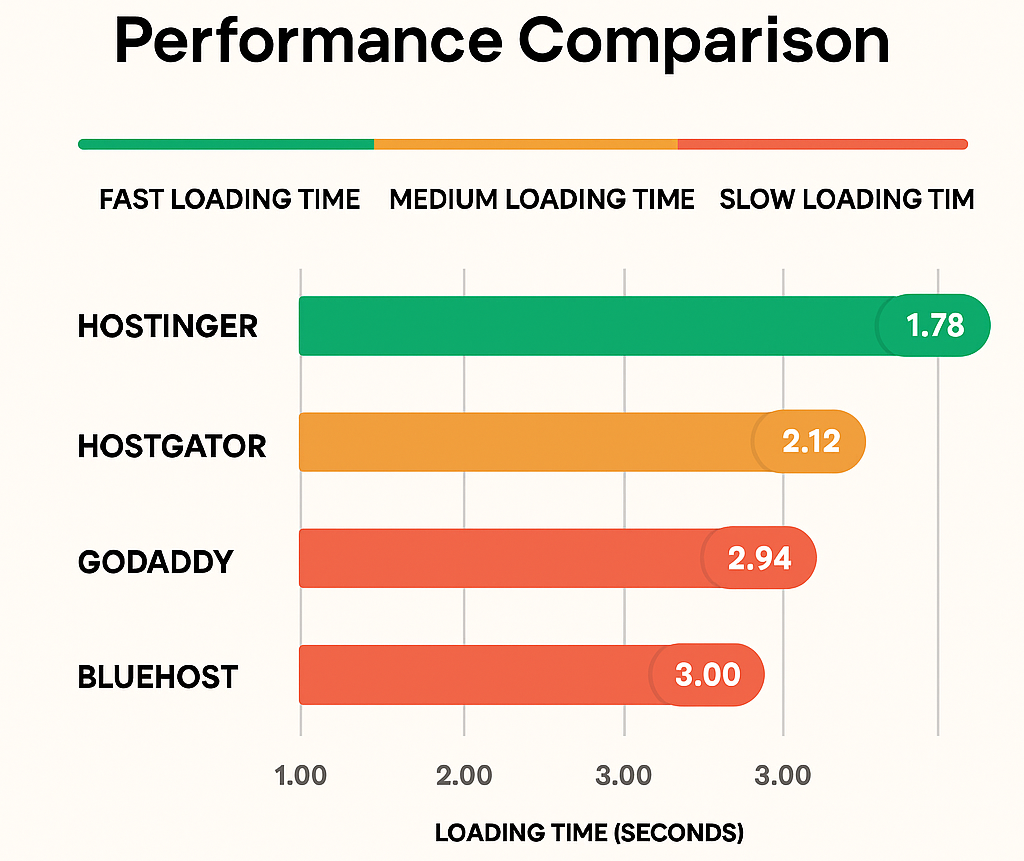 Performance Comparison
FAST LOADING TIME MEDIUM LOADING TIME SLOW LOADING TIM
HOSTINGER 1.78
HOSTGATOR 2.12
GODADDY 2.94
BLUEHOST 3.00
1.00 2.00 3.00 3.00
LOADING TIME (SECONDS)